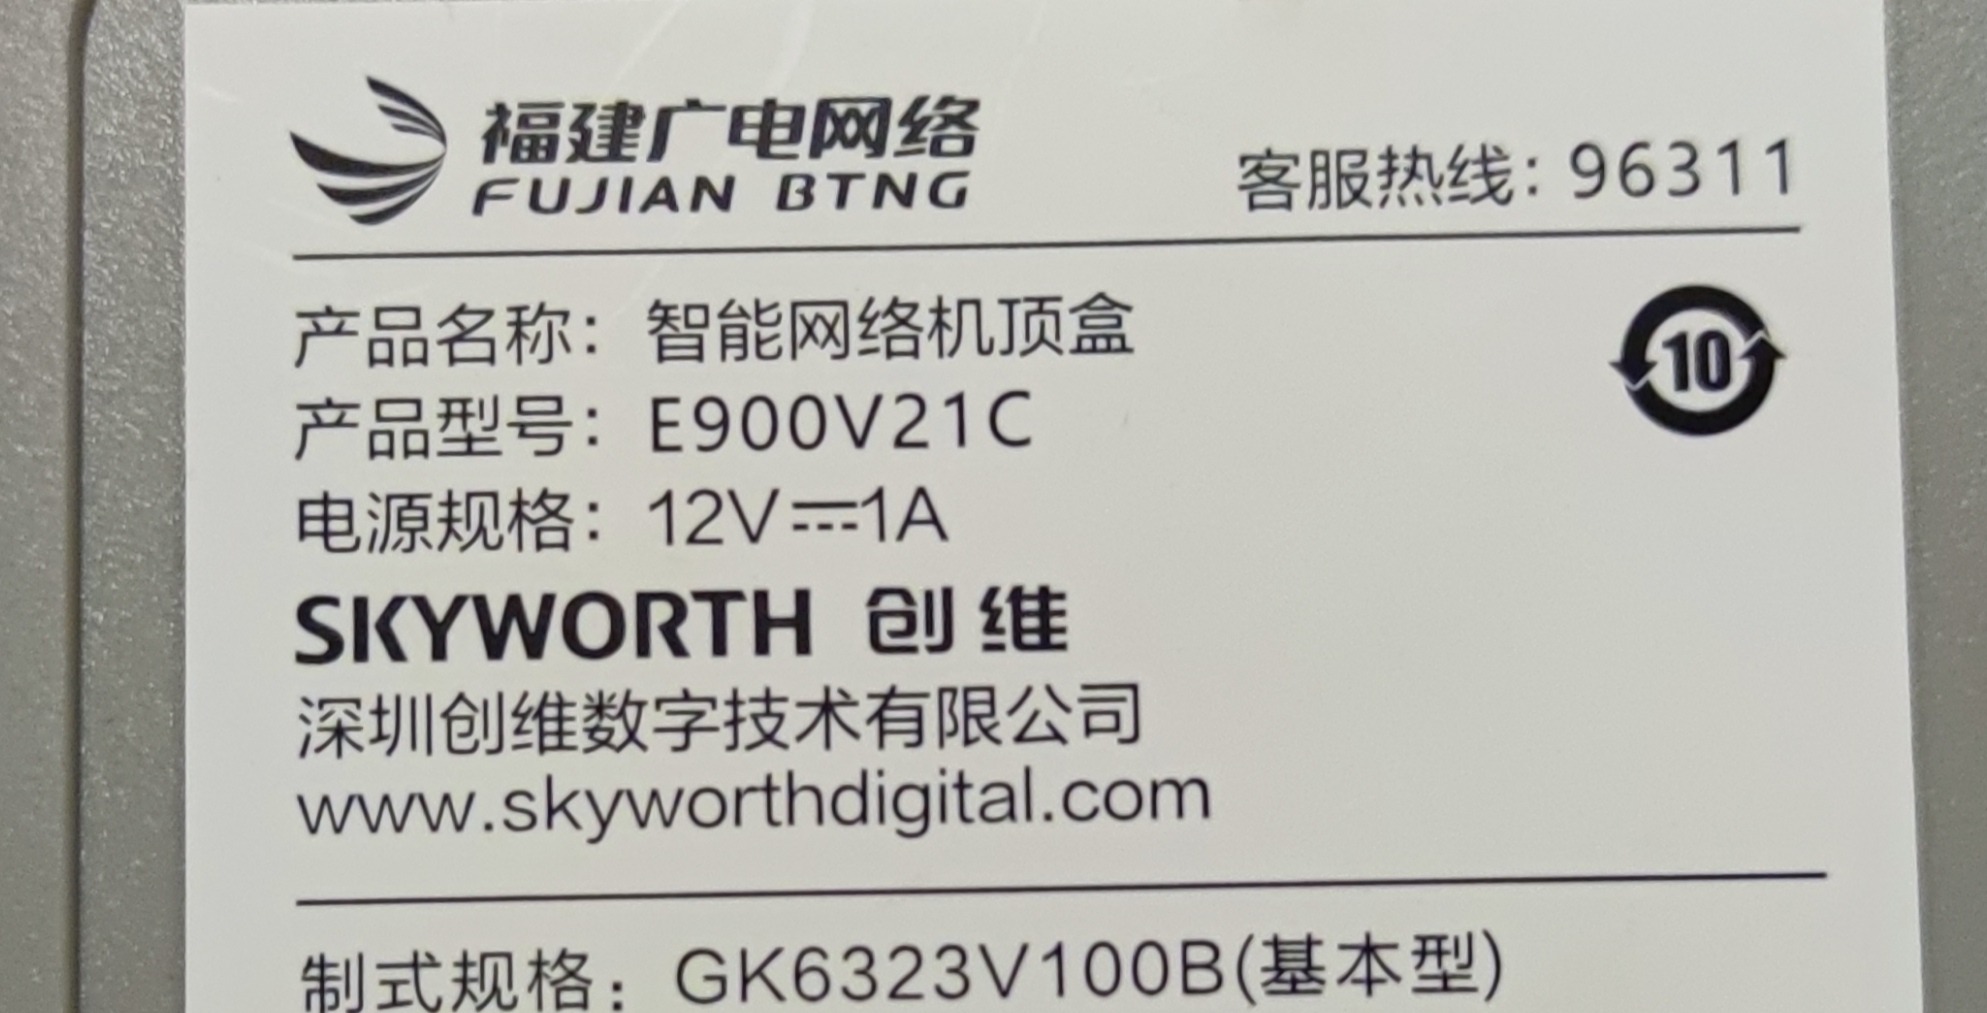 福建广电网络
FUJIAN BTNG
客服热线：96311
产品名称：智能网络机顶盒
10
产品型号：E900V21C
电源规格：12V⎓1A
SKYWORTH 创维
深圳创维数字技术有限公司
www.skyworthdigital.com
制式规格：GK6323V100B(基本型)